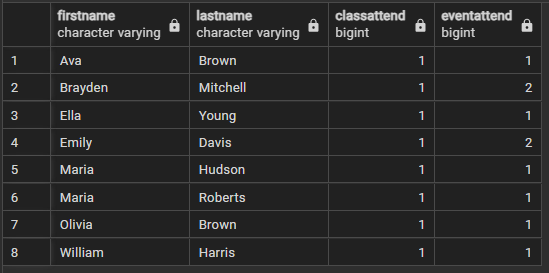 firstname lastname classattend eventattend
character varying character varying bigint bigint
1 Ava Brown 1 1
2 Brayden Mitchell 1 2
3 Ella Young 1 1
4 Emily Davis 1 2
5 Maria Hudson 1 1
6 Maria Roberts 1 1
7 Olivia Brown 1 1
8 William Harris 1 1